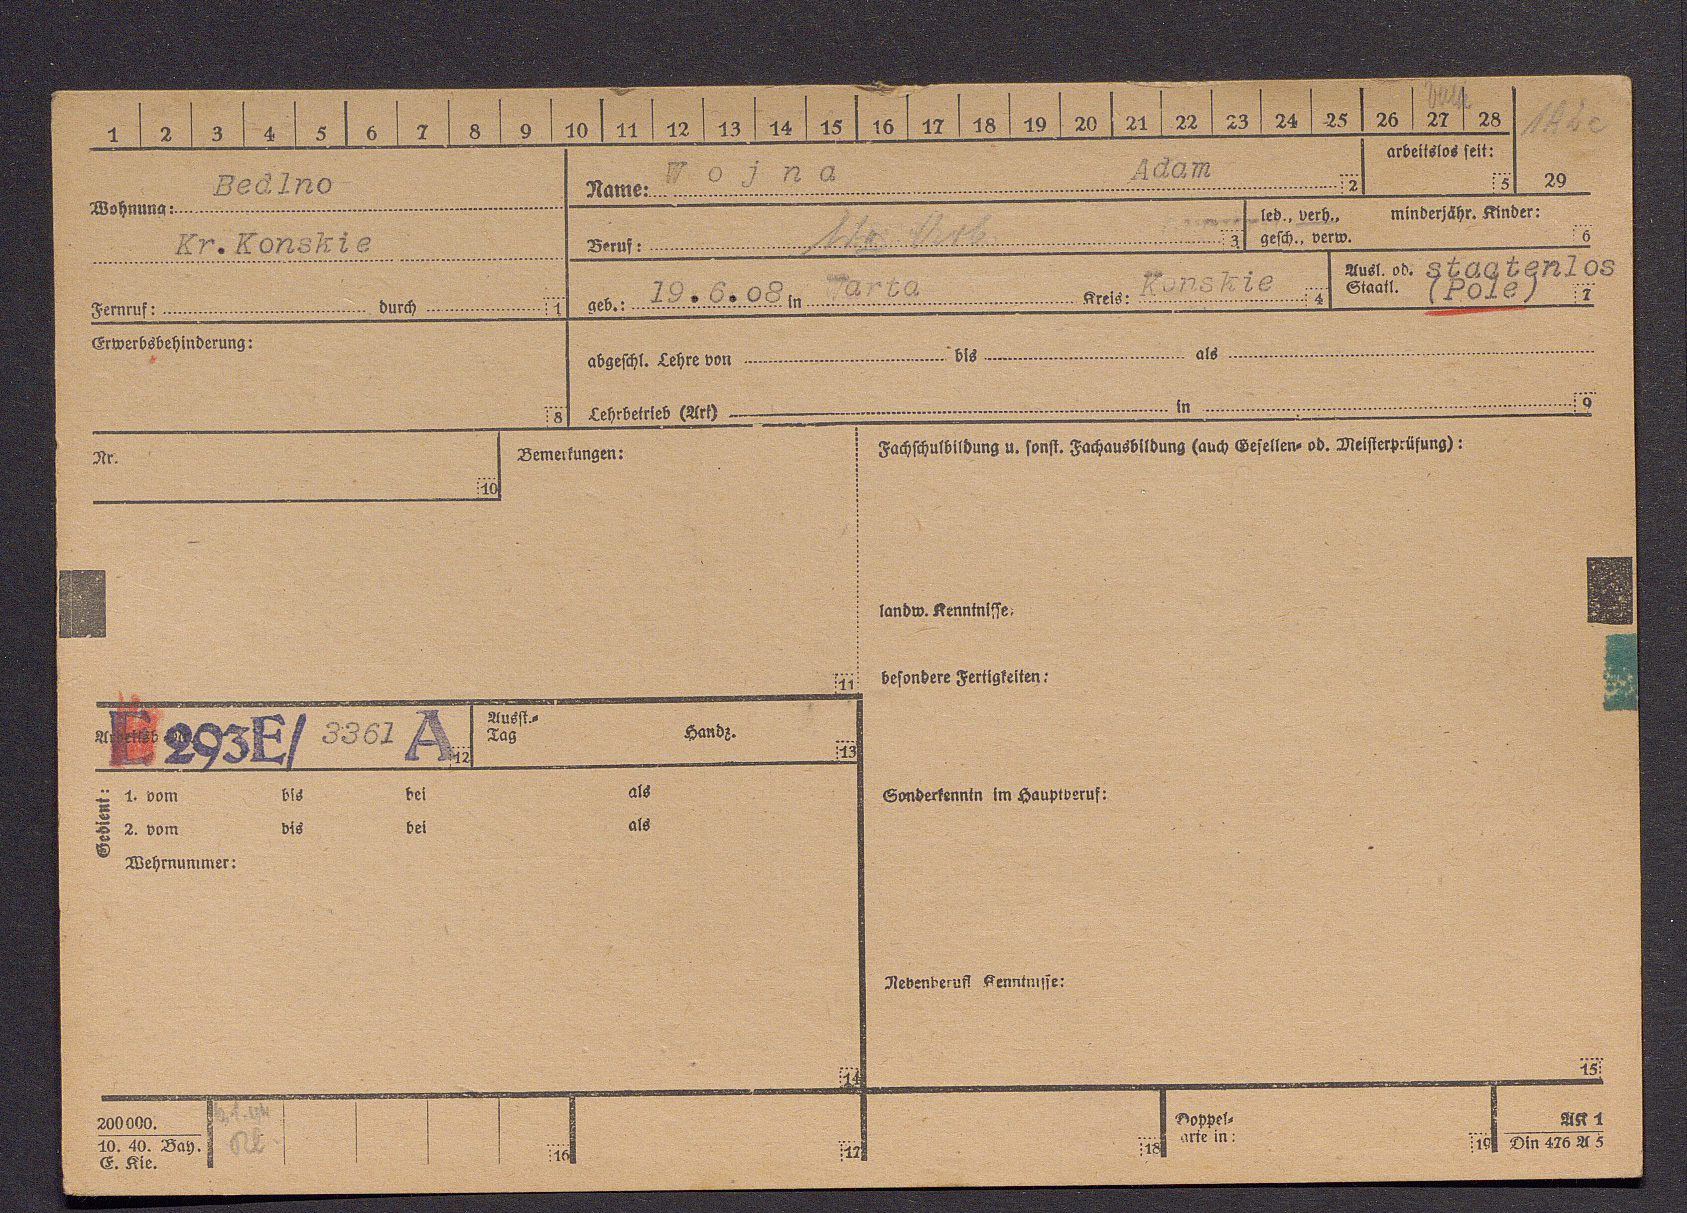 1 2 3 4 5 6 7 8 9 10 11 12 13 14 15 16 17 18 19 20 21 22 23 24 25 26 27 28
29
Wohnung: Bedlno
Kr. Konskie
Fernruf: durch 1
Name: Wojna Adam 2
Beruf: 3
geb.: 19.6.08 in Warta Kreis: Konskie 4
arbeitslos seit: 5
led., verh., minderjähr. Kinder:
gesch., verw. 6
Ausl. od. staatenlos
Staatl. (Pole) 7
Erwerbsbehinderung: 8
abgeschl. Lehre von bis als
Lehrbetrieb (Art) in 9
Nr. 10
Bemerkungen: 11
Fachschulbildung u. sonst. Fachausbildung (auch Gesellen- od. Meisterprüfung):
landw. Kenntnisse:
besondere Fertigkeiten:
Sonderkenntn im Hauptberuf:
Nebenberufl Kenntnisse:
15
E 293E/ 3361 A 12
Ausst.-
Tag Handz. 13
Gedient:
1. vom bis bei als
2. vom bis bei als
Wehrnummer:
14
200000.
10. 40. Bay.
E. Kie.
16
17
18
Doppel-
arte in: 19
AK 1
Din 476 A 5